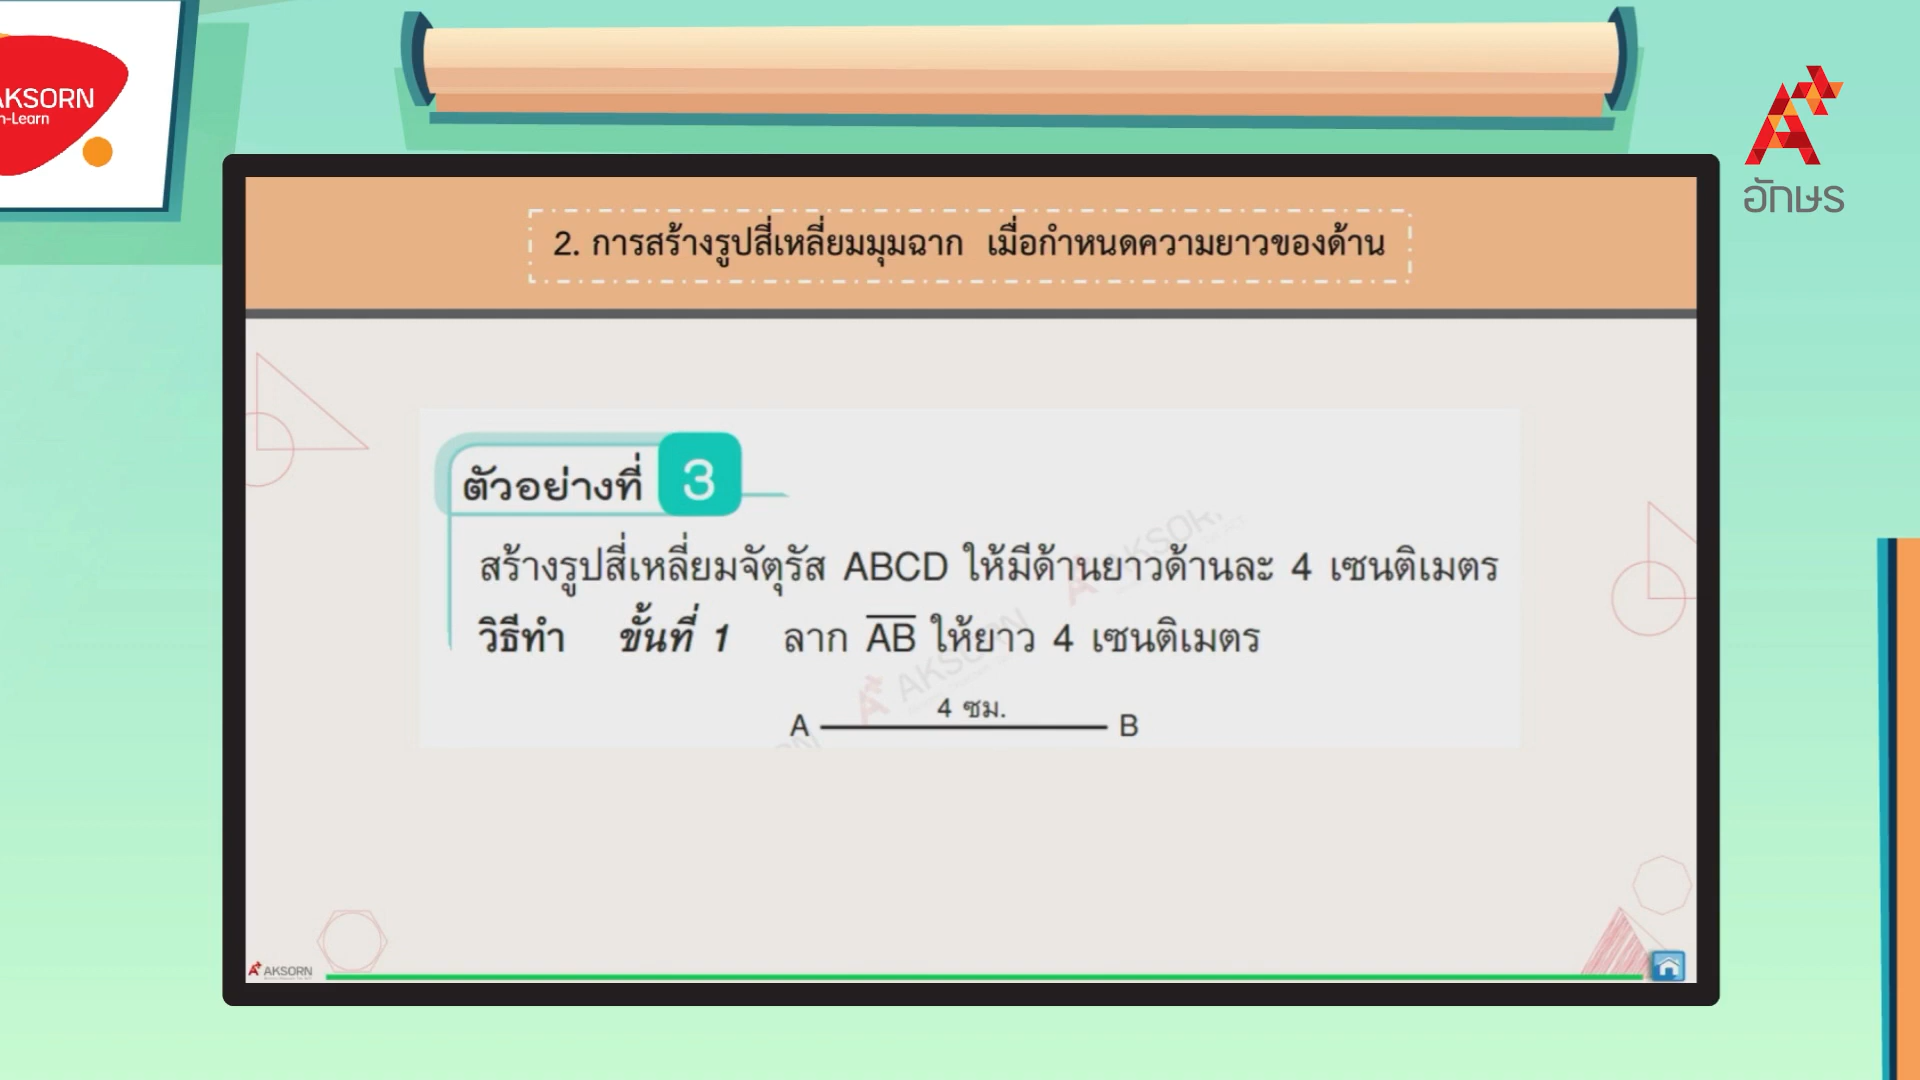 AKSORN
n-Learn
อักษร
2. การสร้างรูปสี่เหลี่ยมมุมฉาก เมื่อกำหนดความยาวของด้าน
ตัวอย่างที่ 3
สร้างรูปสี่เหลี่ยมจัตุรัส ABCD ให้มีด้านยาวด้านละ 4 เซนติเมตร
วิธีทำ ขั้นที่ 1 ลาก A̅B̅ ให้ยาว 4 เซนติเมตร
4 ซม.
A B
AKSORN
AKSORN
AKSORN